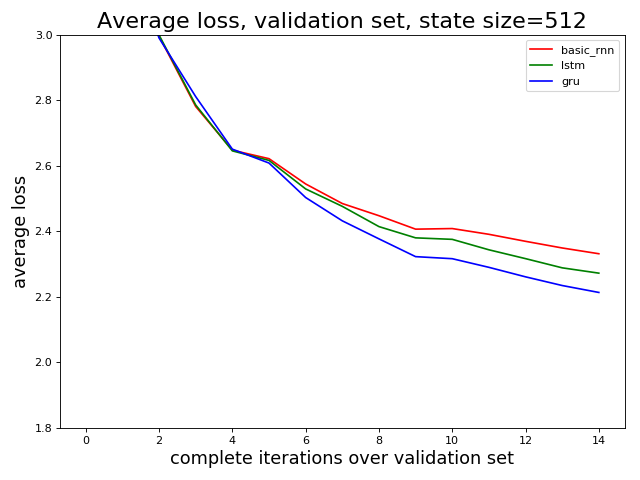 Average loss, validation set, state size=512
basic_rnn
lstm
gru
average loss
3.0
2.8
2.6
2.4
2.2
2.0
1.8
0 2 4 6 8 10 12 14
complete iterations over validation set